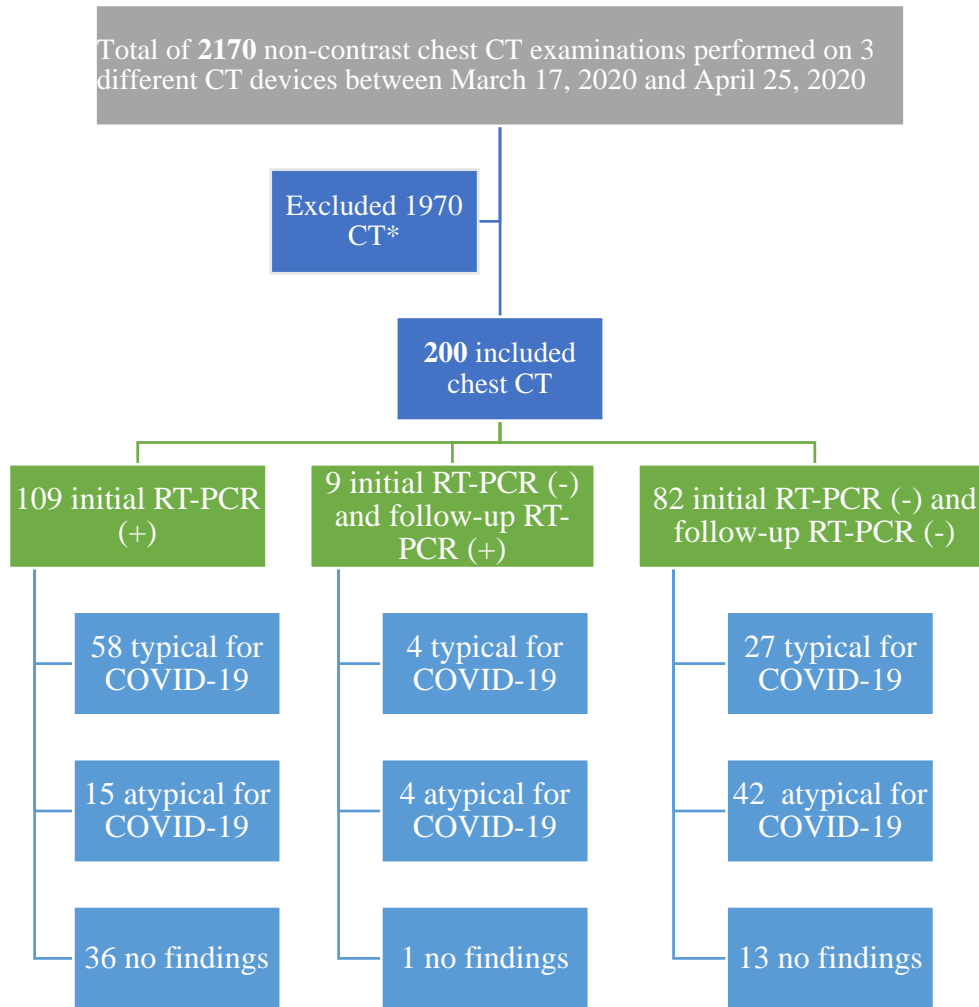 Total of 2170 non-contrast chest CT examinations performed on 3
different CT devices between March 17, 2020 and April 25, 2020
Excluded 1970
CT*
200 included
chest CT
109 initial RT-PCR
(+)
9 initial RT-PCR (-)
and follow-up RT-
PCR (+)
82 initial RT-PCR (-) and
follow-up RT-PCR (-)
58 typical for
COVID-19
4 typical for
COVID-19
27 typical for
COVID-19
15 atypical for
COVID-19
4 atypical for
COVID-19
42 atypical for
COVID-19
36 no findings
1 no findings
13 no findings